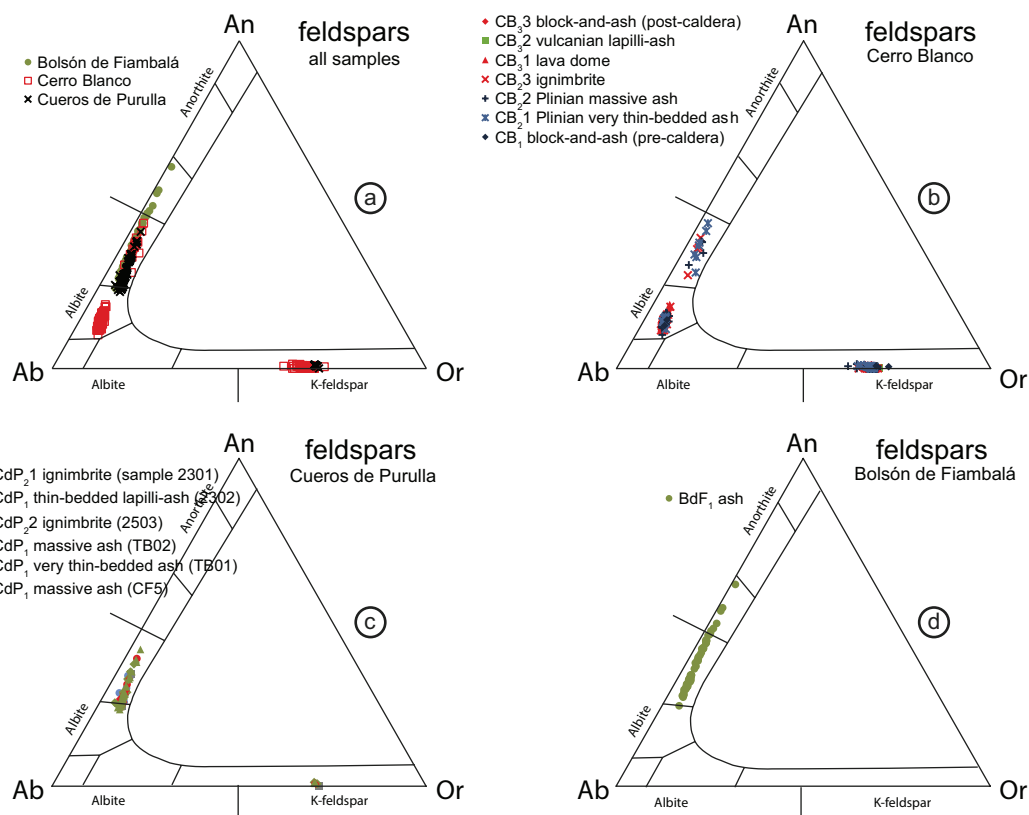 An
feldspars
all samples
Bolsón de Fiambalá
Cerro Blanco
Cueros de Purulla
Anorthite
a
Albite
Ab
Albite
K-feldspar
Or
CB₃3 block-and-ash (post-caldera)
CB₃2 vulcanian lapilli-ash
CB₃1 lava dome
CB₂3 ignimbrite
CB₂2 Plinian massive ash
CB₂1 Plinian very thin-bedded ash
CB₁ block-and-ash (pre-caldera)
An
feldspars
Cerro Blanco
Anorthite
b
Albite
Ab
Albite
K-feldspar
Or
An
feldspars
Cueros de Purulla
CdP₂1 ignimbrite (sample 2301)
CdP₁ thin-bedded lapilli-ash (2302)
CdP₂2 ignimbrite (2503)
CdP₁ massive ash (TB02)
CdP₁ very thin-bedded ash (TB01)
CdP₁ massive ash (CF5)
Anorthite
c
Albite
Ab
Albite
K-feldspar
Or
An
feldspars
Bolsón de Fiambalá
BdF₁ ash
Anorthite
d
Albite
Ab
Albite
K-feldspar
Or